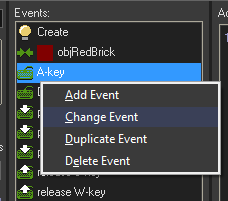 Events:
Create
objRedBrick
A-key
Add Event
Change Event
Duplicate Event
Delete Event
release W-key